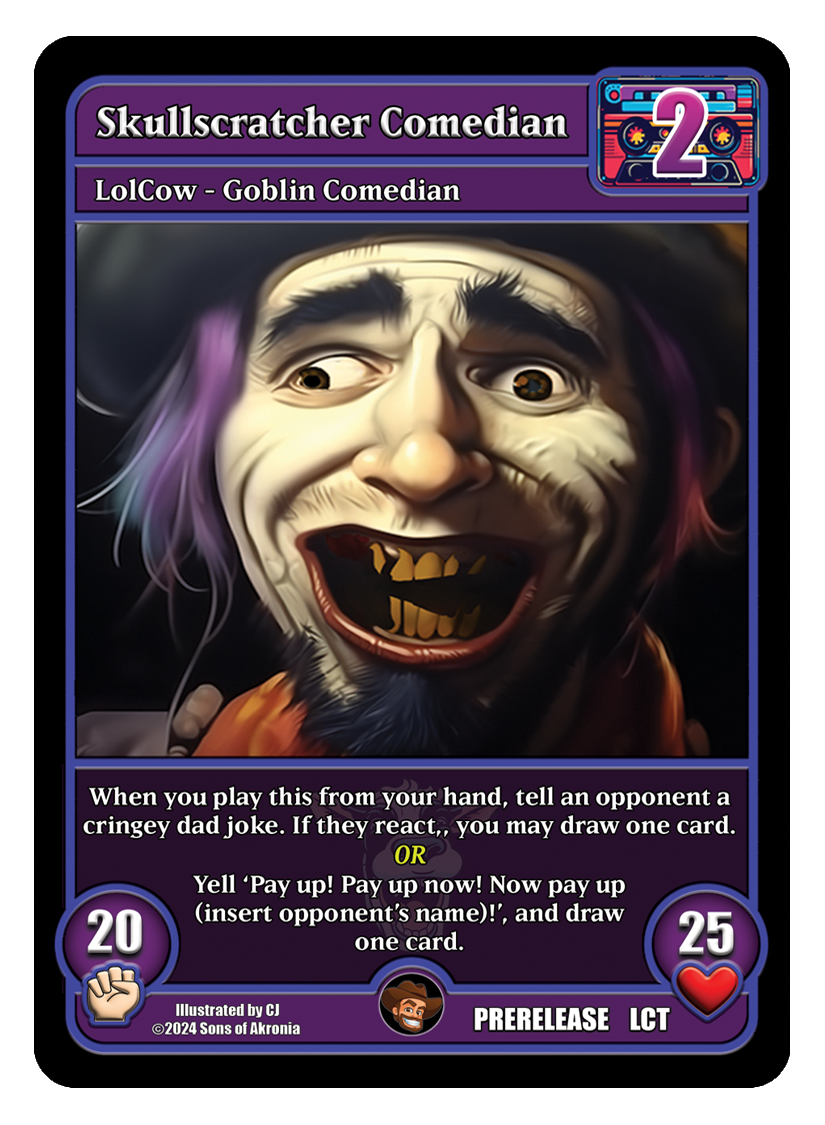 Skullscratcher Comedian
2
LolCow - Goblin Comedian
When you play this from your hand, tell an opponent a
cringey dad joke. If they react,, you may draw one card.
OR
Yell ‘Pay up! Pay up now! Now pay up
(insert opponent’s name)!’, and draw
one card.
20
25
Illustrated by CJ
©2024 Sons of Akronia
PRERELEASE LCT